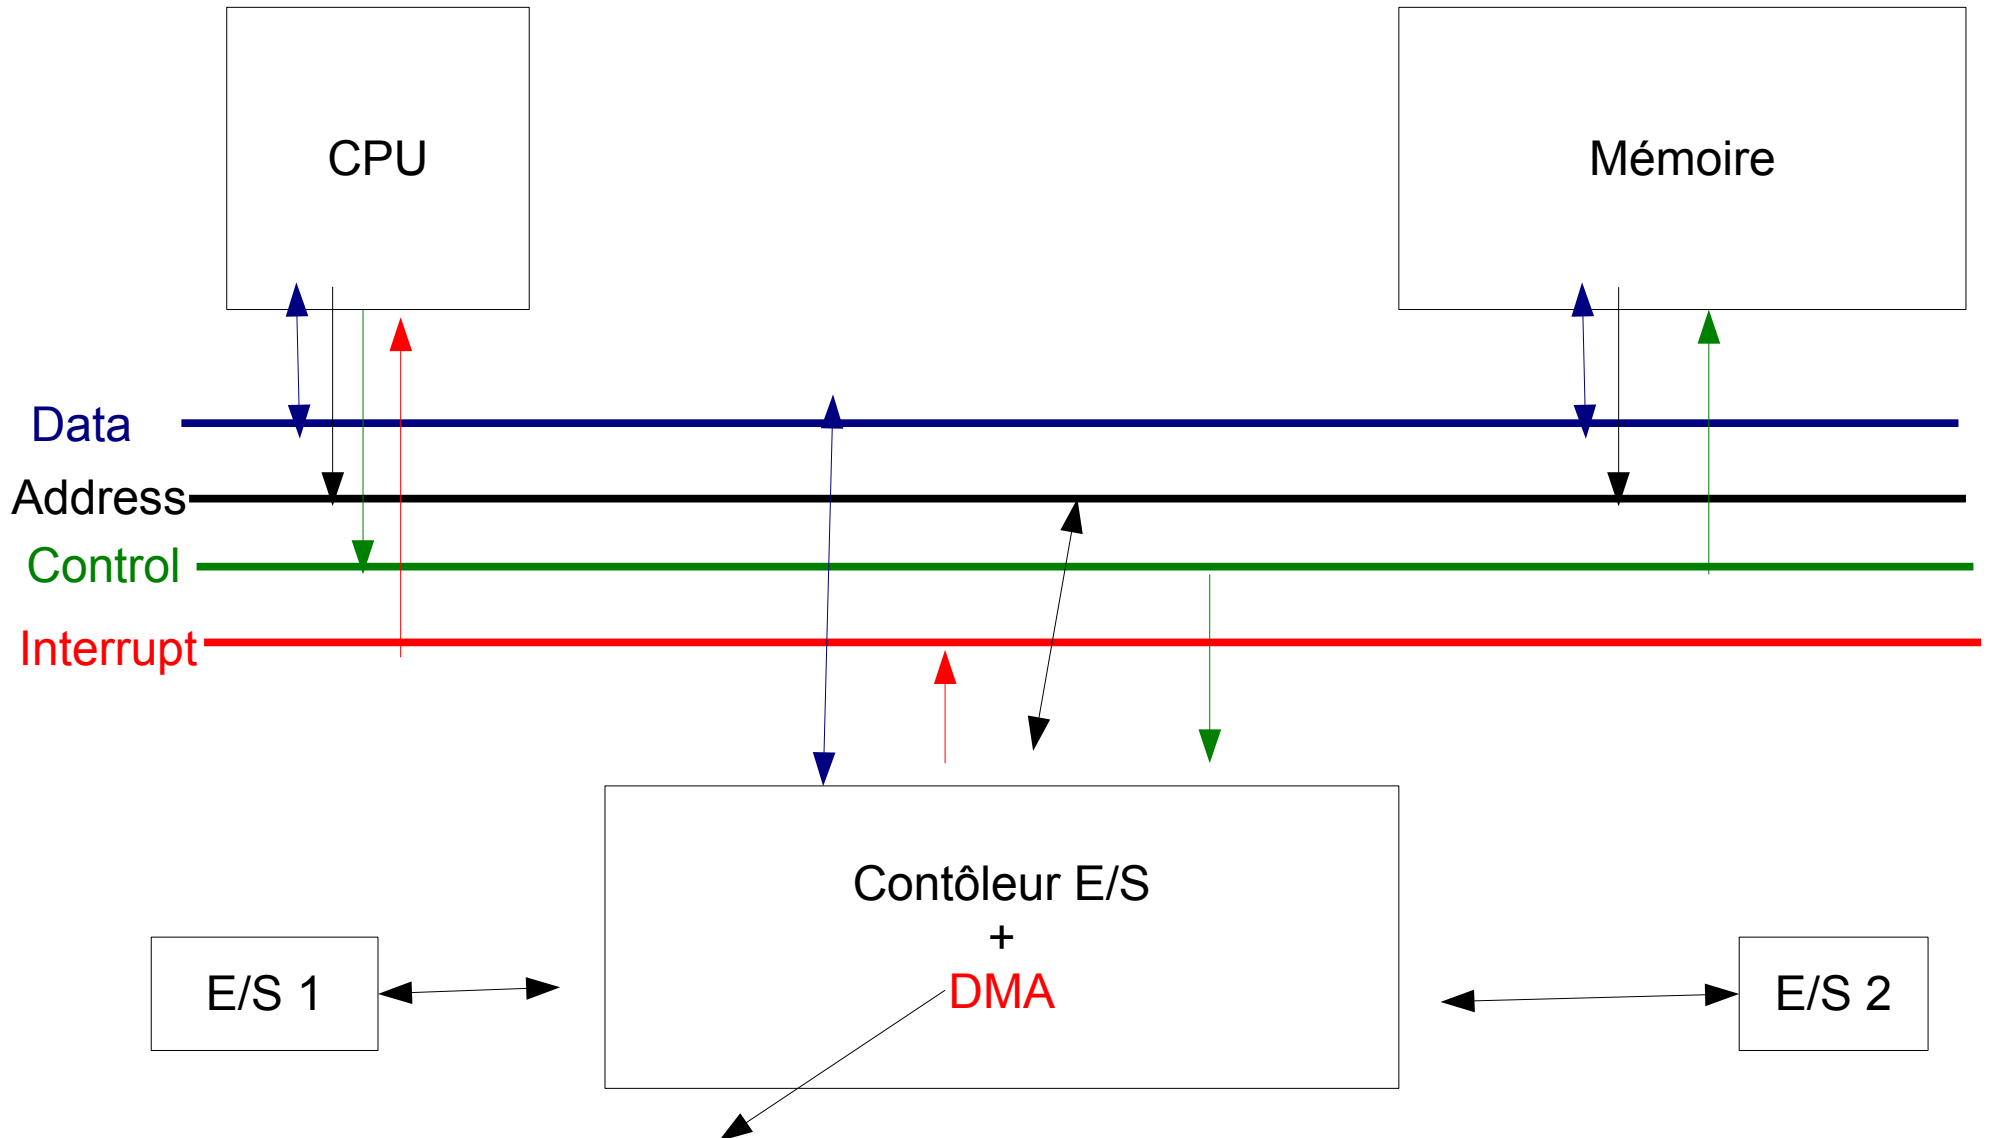 CPU
Mémoire
Data
Address
Control
Interrupt
Contôleur E/S
+
DMA
E/S 1
E/S 2